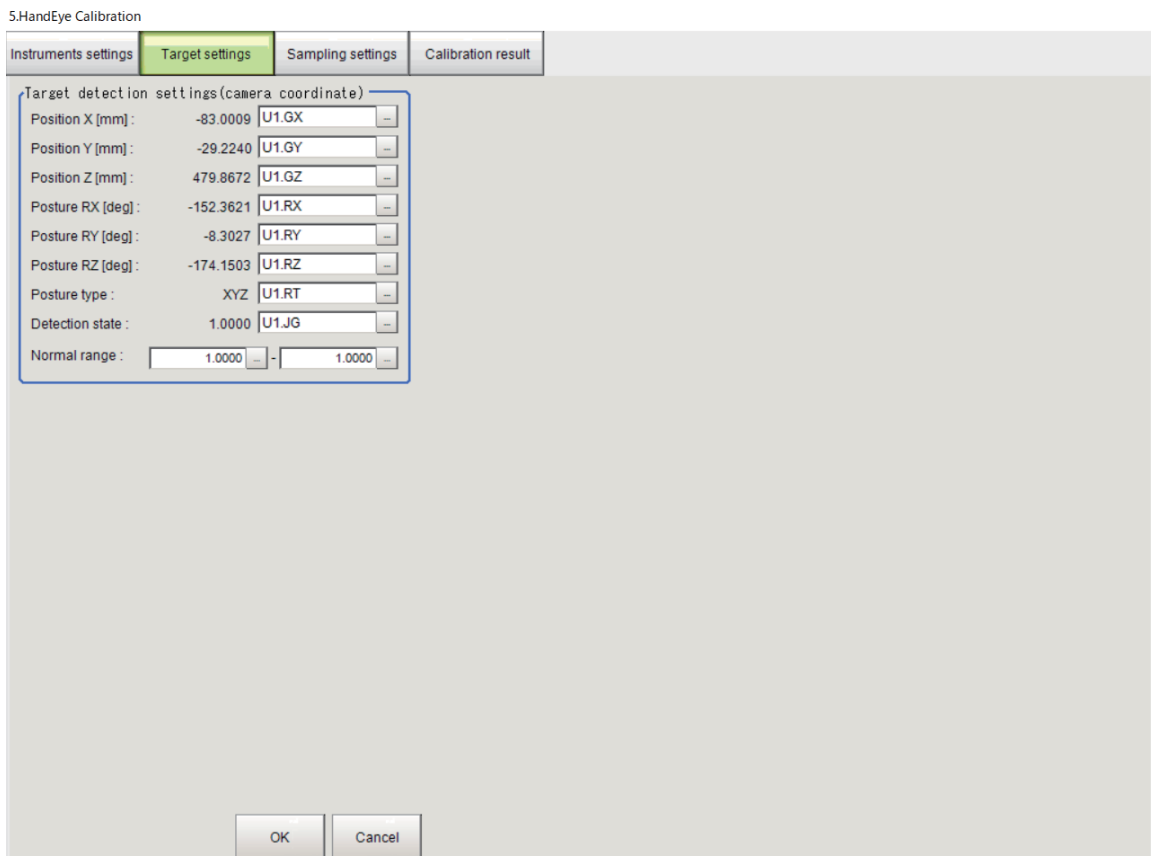 5.HandEye Calibration
Instruments settings Target settings Sampling settings Calibration result
Target detection settings(camera coordinate)
Position X [mm] : -83.0009 U1.GX ...
Position Y [mm] : -29.2240 U1.GY ...
Position Z [mm] : 479.8672 U1.GZ ...
Posture RX [deg] : -152.3621 U1.RX ...
Posture RY [deg] : -8.3027 U1.RY ...
Posture RZ [deg] : -174.1503 U1.RZ ...
Posture type : XYZ U1.RT ...
Detection state : 1.0000 U1.JG ...
Normal range : 1.0000 ... - 1.0000 ...
OK Cancel